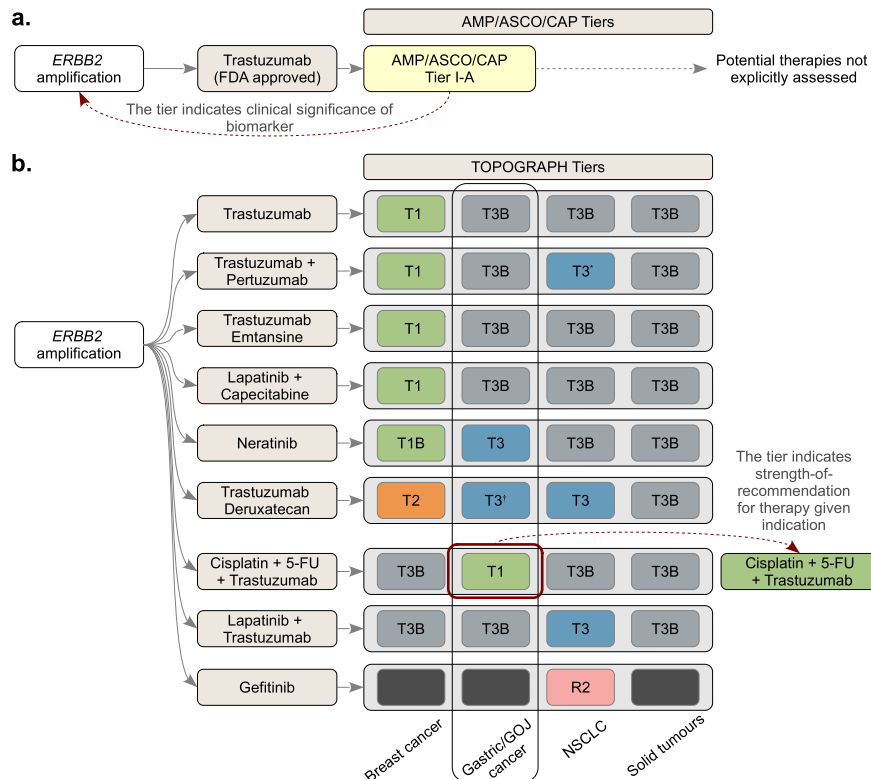 a.
AMP/ASCO/CAP Tiers
ERBB2
amplification
Trastuzumab
(FDA approved)
AMP/ASCO/CAP
Tier I-A
Potential therapies not
explicitly assessed
The tier indicates clinical significance of
biomarker
b.
TOPOGRAPH Tiers
ERBB2
amplification
Trastuzumab
T1
T3B
T3B
T3B
Trastuzumab +
Pertuzumab
T1
T3B
T3*
T3B
Trastuzumab
Emtansine
T1
T3B
T3B
T3B
Lapatinib +
Capecitabine
T1
T3B
T3B
T3B
Neratinib
T1B
T3
T3B
T3B
Trastuzumab
Deruxatecan
T2
T3†
T3
T3B
The tier indicates
strength-of-
recommendation
for therapy given
indication
Cisplatin + 5-FU
+ Trastuzumab
T3B
T1
T3B
T3B
Cisplatin + 5-FU
+ Trastuzumab
Lapatinib +
Trastuzumab
T3B
T3B
T3
T3B
Gefitinib
R2
Breast cancer
Gastric/GOJ
cancer
NSCLC
Solid tumours